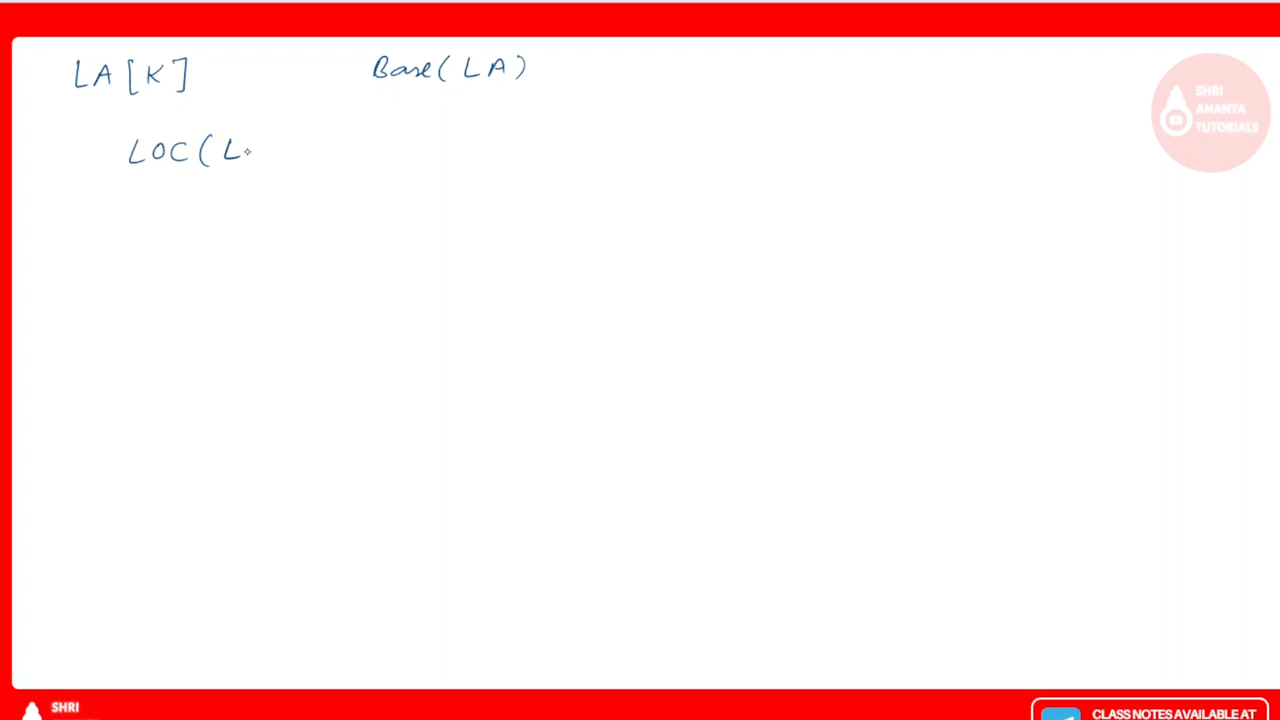 LA[K] Base(LA)
LOC(L
SHRI
ANANTA
TUTORIALS
SHRI
CLASS NOTES AVAILABLE AT